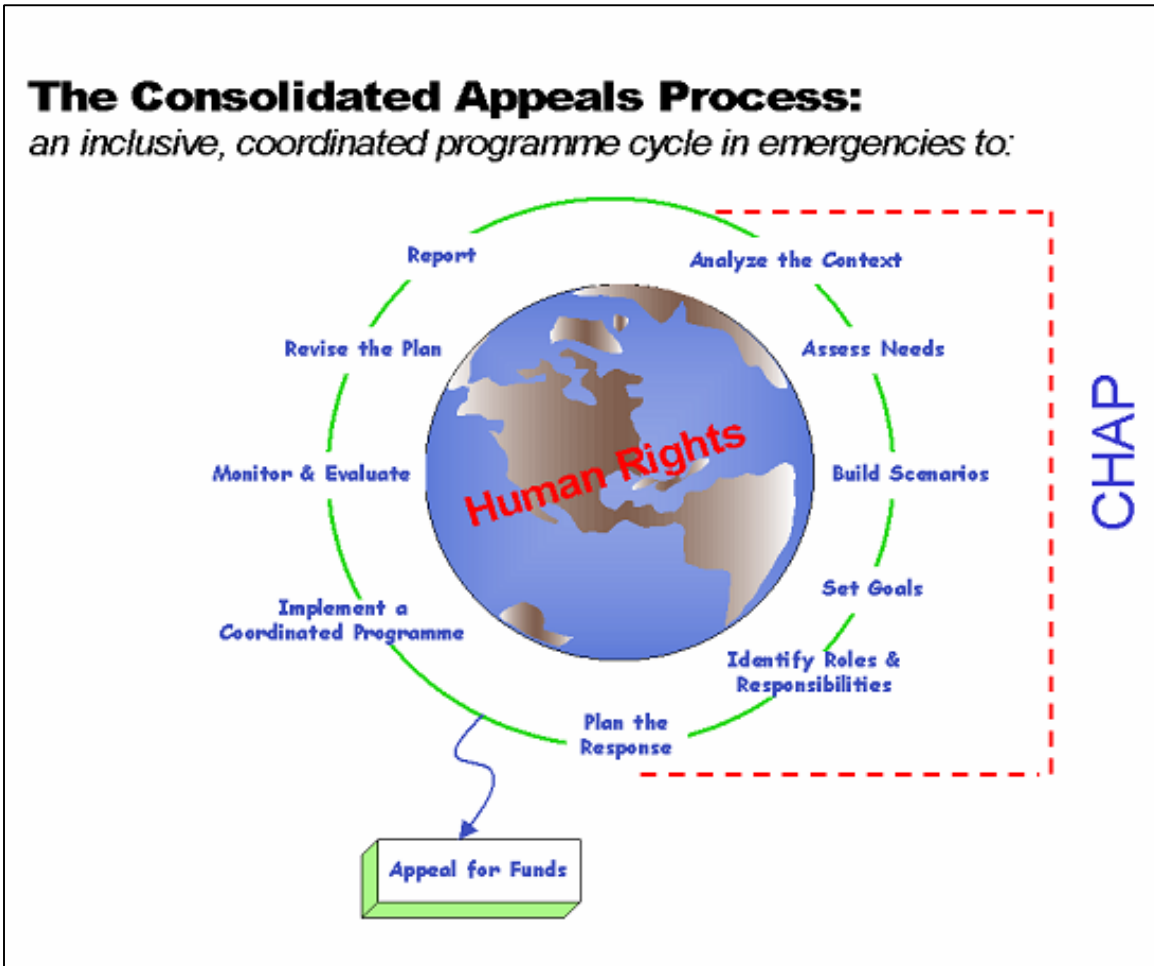 The Consolidated Appeals Process:
an inclusive, coordinated programme cycle in emergencies to:
Report
Analyze the Context
Revise the Plan
Assess Needs
Human Rights
Monitor & Evaluate
Build Scenarios
CHAP
Set Goals
Implement a
Coordinated Programme
Identify Roles &
Responsibilities
Plan the
Response
Appeal for Funds